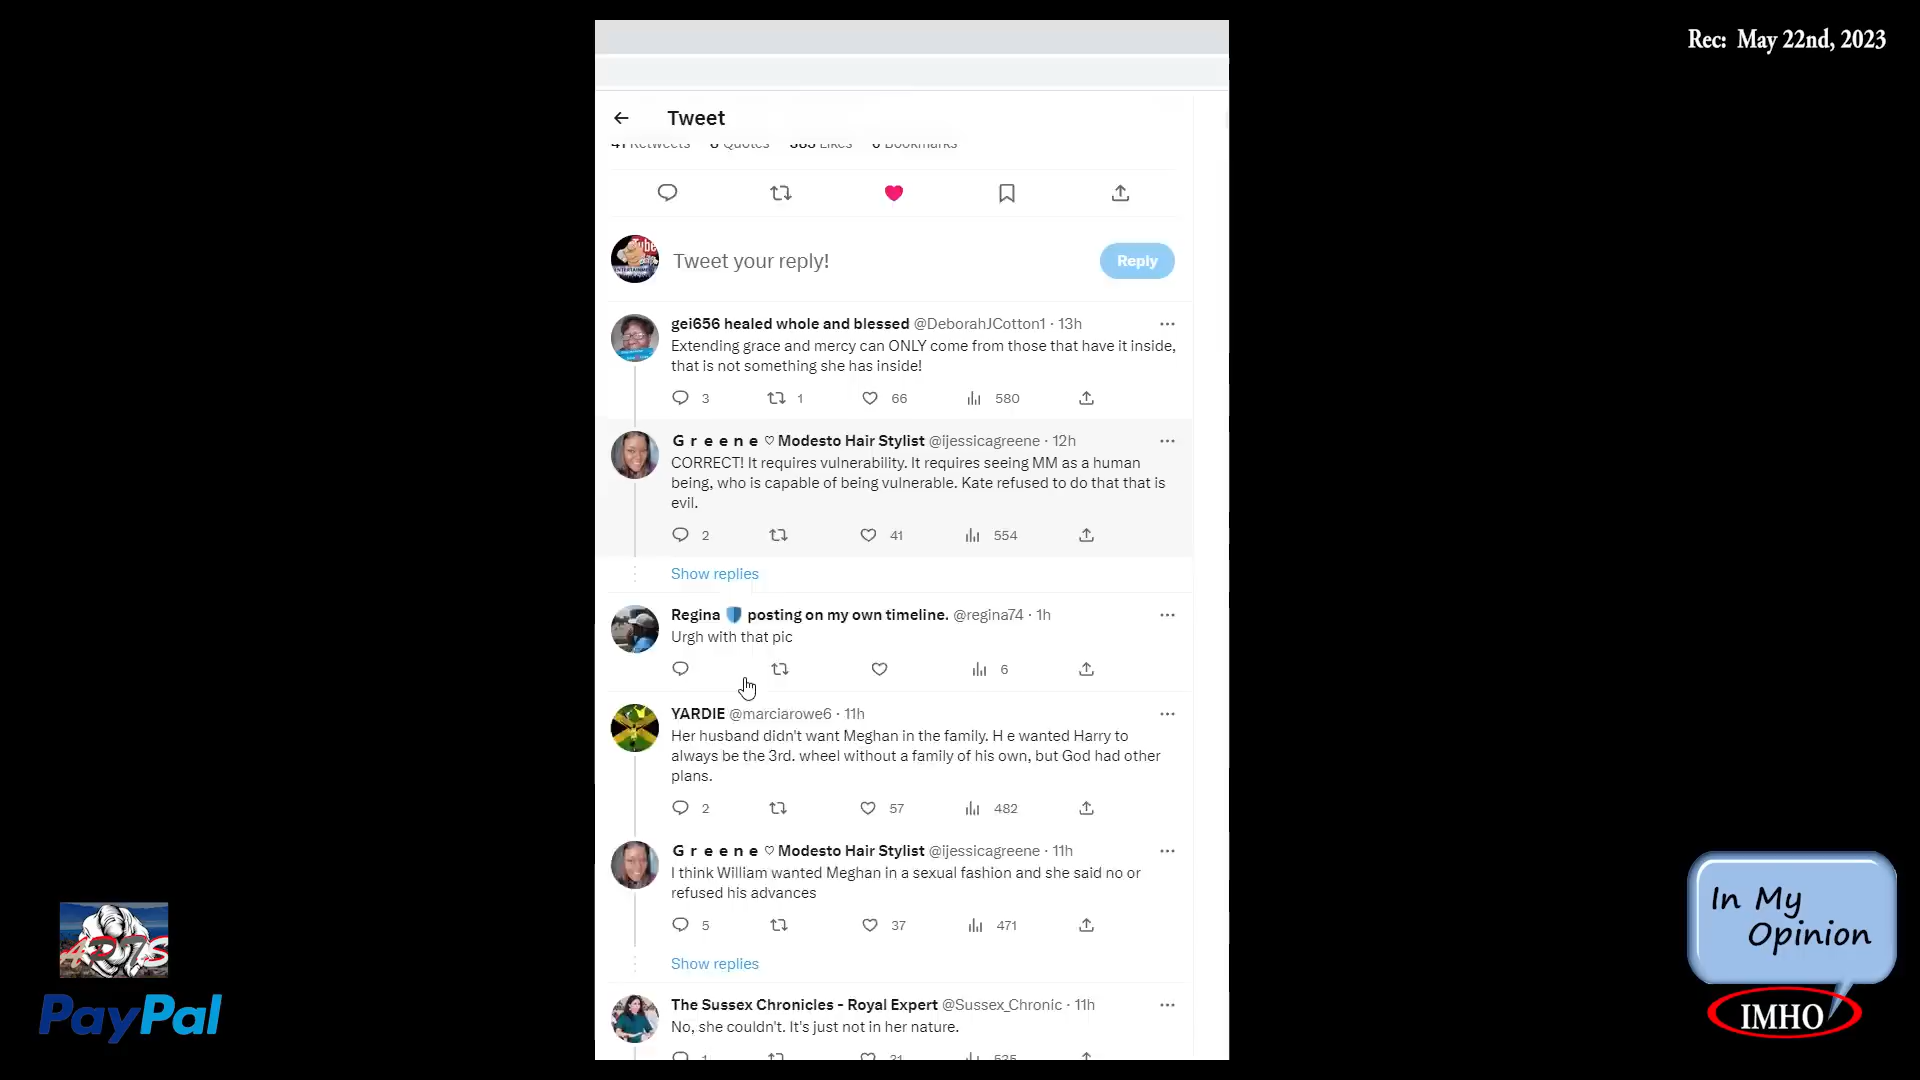 Rec: May 22nd, 2023
Tweet
41 Retweets 8 Quotes 383 Likes 6 Bookmarks
Tweet your reply!
Reply
gei656 healed whole and blessed @DeborahJCotton1 · 13h
Extending grace and mercy can ONLY come from those that have it inside,
that is not something she has inside!
3 1 66 580
G r e e n e ♡ Modesto Hair Stylist @ijessicagreene · 12h
CORRECT! It requires vulnerability. It requires seeing MM as a human
being, who is capable of being vulnerable. Kate refused to do that that is
evil.
2 41 554
Show replies
Regina posting on my own timeline. @regina74 · 1h
Urgh with that pic
6
YARDIE @marciarowe6 · 11h
Her husband didn't want Meghan in the family. H e wanted Harry to
always be the 3rd. wheel without a family of his own, but God had other
plans.
2 57 482
G r e e n e ♡ Modesto Hair Stylist @ijessicagreene · 11h
I think William wanted Meghan in a sexual fashion and she said no or
refused his advances
5 37 471
Show replies
The Sussex Chronicles - Royal Expert @Sussex_Chronic · 11h
No, she couldn't. It's just not in her nature.
1 31 535
PayPal
In My
Opinion
IMHO